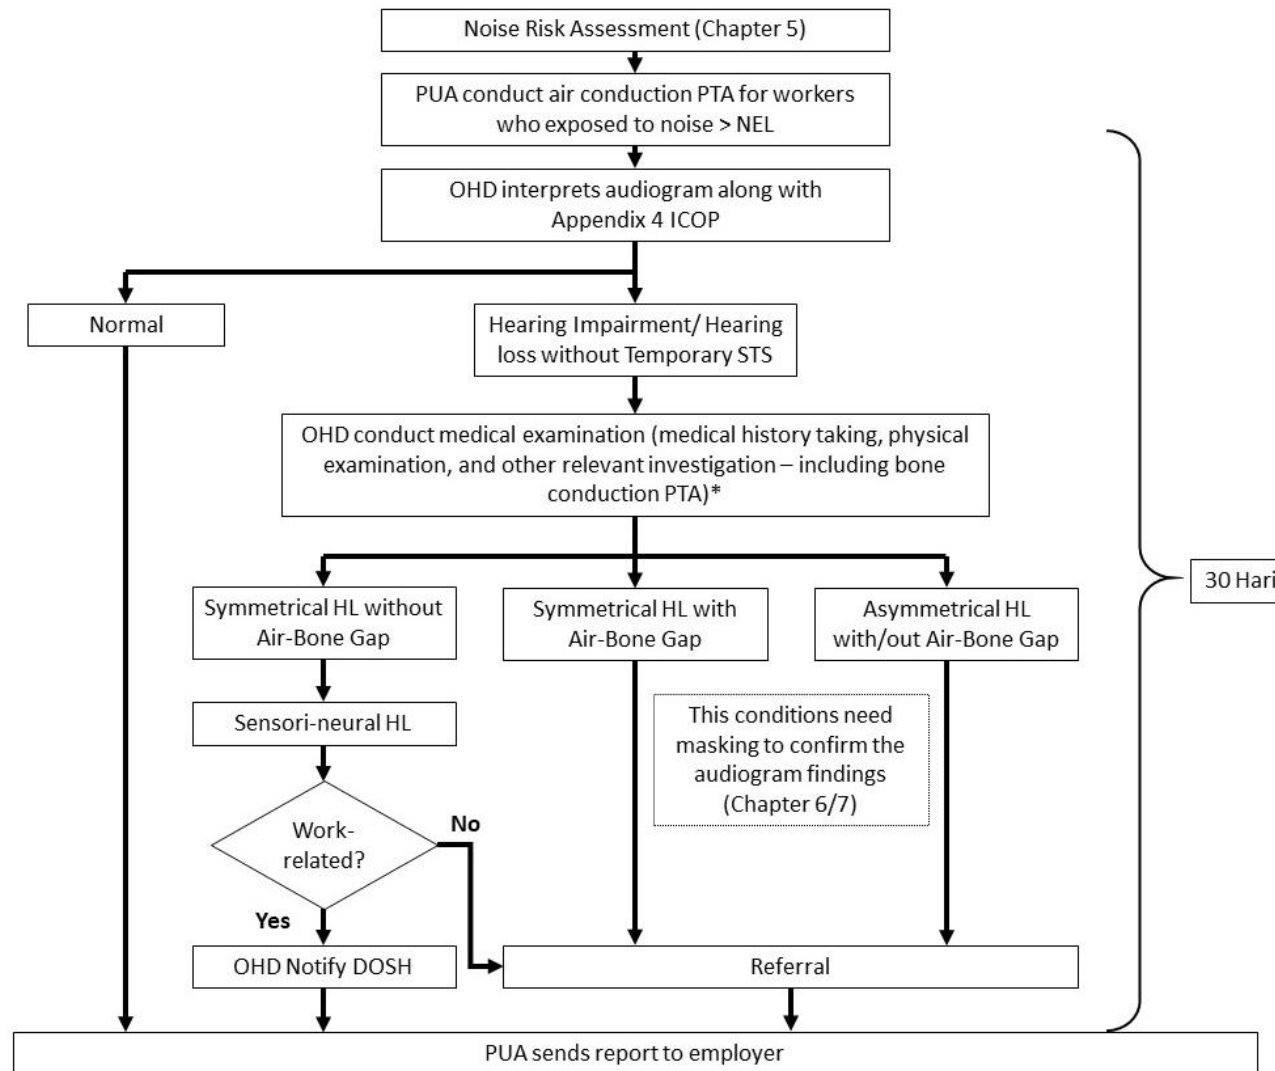 Noise Risk Assessment (Chapter 5)
PUA conduct air conduction PTA for workers
who exposed to noise > NEL
OHD interprets audiogram along with
Appendix 4 ICOP
Normal
Hearing Impairment/ Hearing
loss without Temporary STS
OHD conduct medical examination (medical history taking, physical
examination, and other relevant investigation – including bone
conduction PTA)*
30 Hari
Symmetrical HL without
Air-Bone Gap
Symmetrical HL with
Air-Bone Gap
Asymmetrical HL
with/out Air-Bone Gap
Sensori-neural HL
This conditions need
masking to confirm the
audiogram findings
(Chapter 6/7)
Work-
related?
No
Yes
OHD Notify DOSH
Referral
PUA sends report to employer